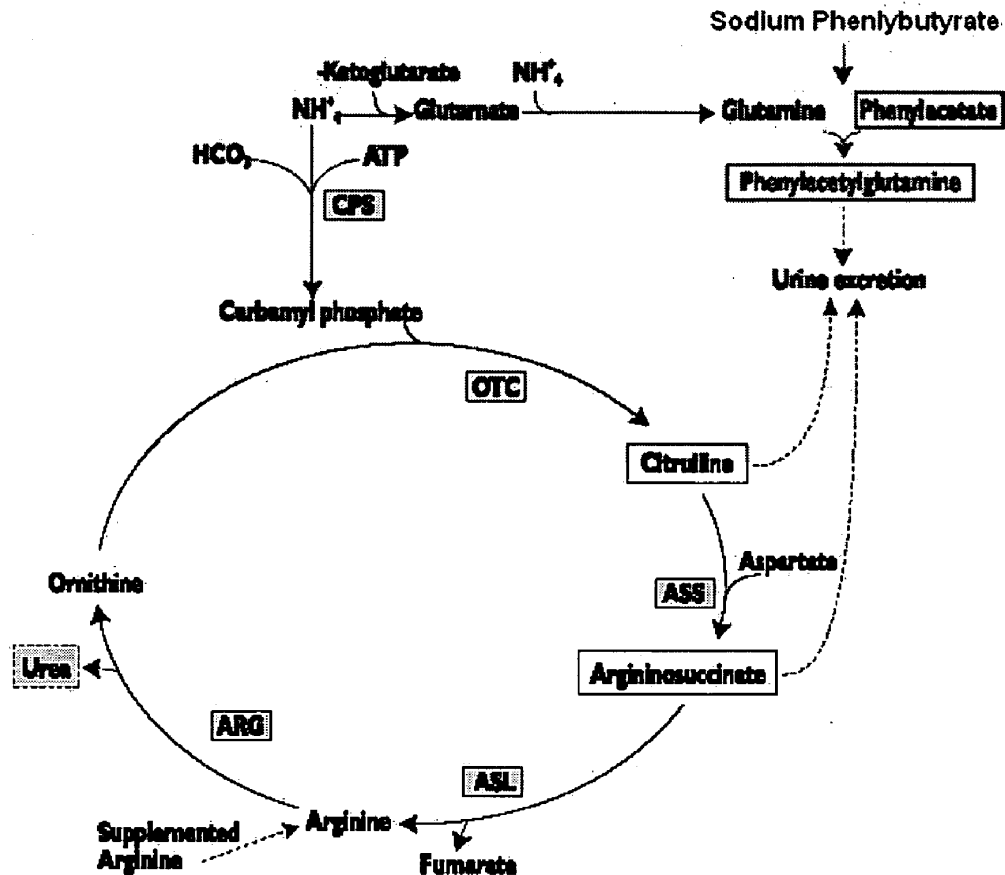 Sodium Phenlybutyrate
-Ketoglutarate
NH⁺₄
NH⁺₄
Glutamate
Glutamine
Phenylacetate
HCO₃
ATP
CPS
Phenylacetylglutamine
Urine excretion
Carbamyl phosphate
OTC
Citrulline
Aspartate
ASS
Ornithine
Urea
Argininosuccinate
ARG
ASL
Arginine
Supplemented
Arginine
Fumarate